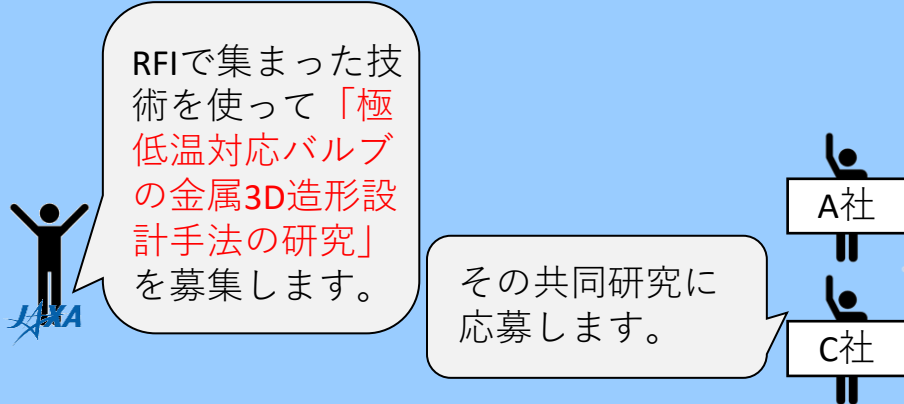 RFIで集まった技
術を使って「極
低温対応バルブ
の金属3D造形設
計手法の研究」
を募集します。
JAXA
その共同研究に
応募します。
A社
C社